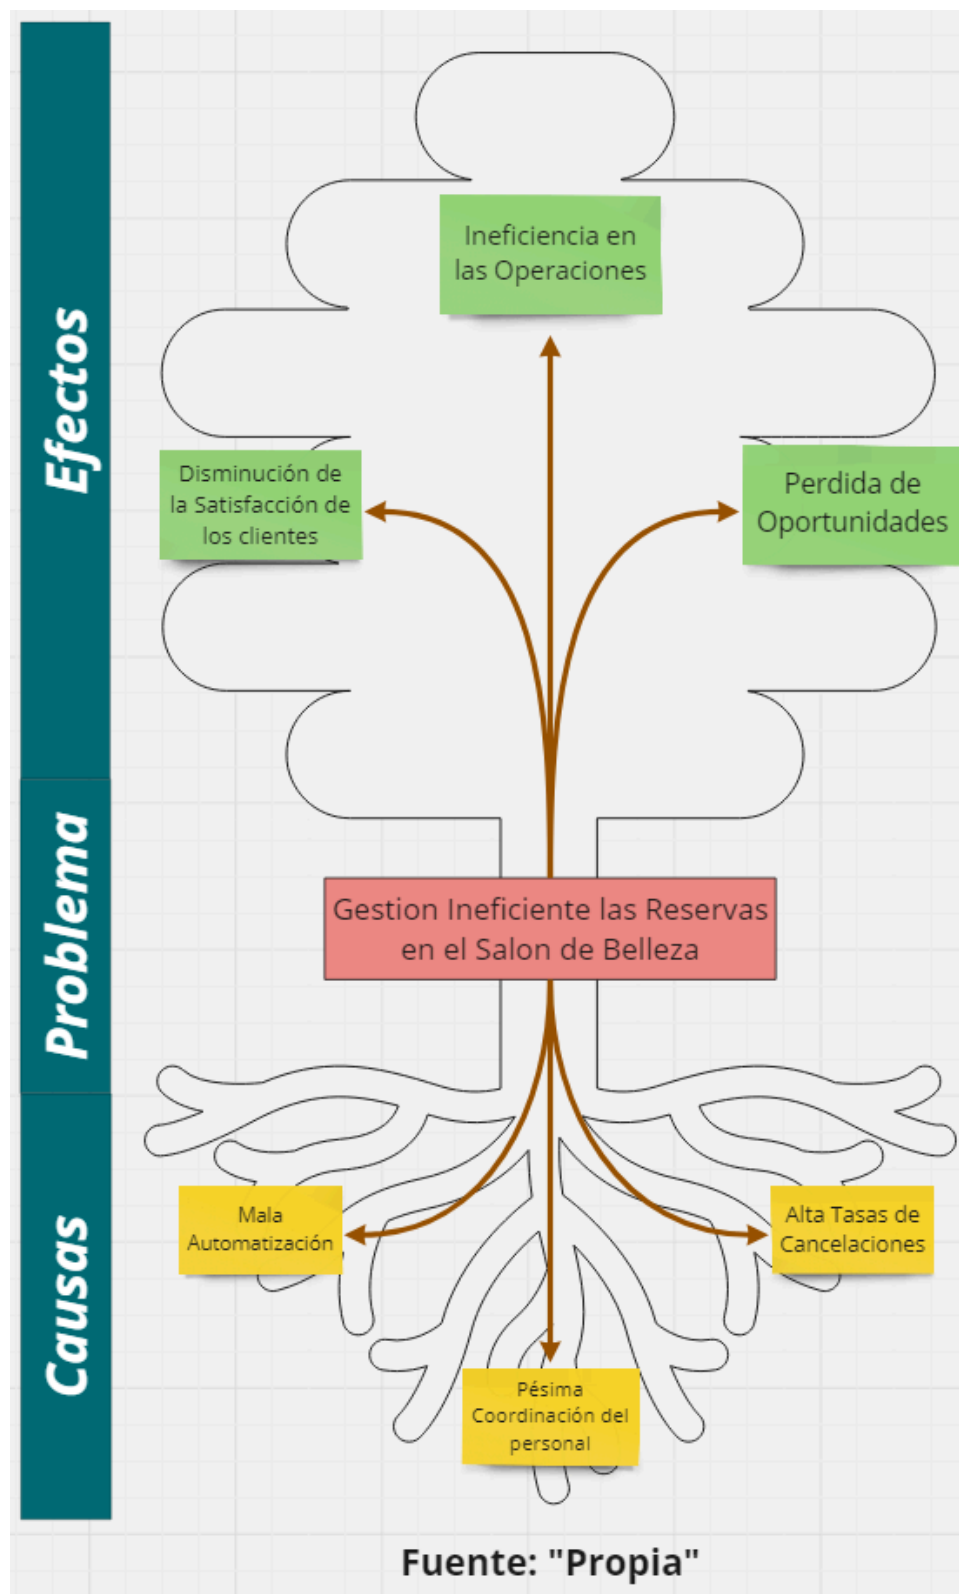 Efectos
Ineficiencia en
las Operaciones
Disminución de
la Satisfacción de
los clientes
Perdida de
Oportunidades
Problema
Gestion Ineficiente las Reservas
en el Salon de Belleza
Causas
Mala
Automatización
Alta Tasas de
Cancelaciones
Pésima
Coordinación del
personal
Fuente: "Propia"